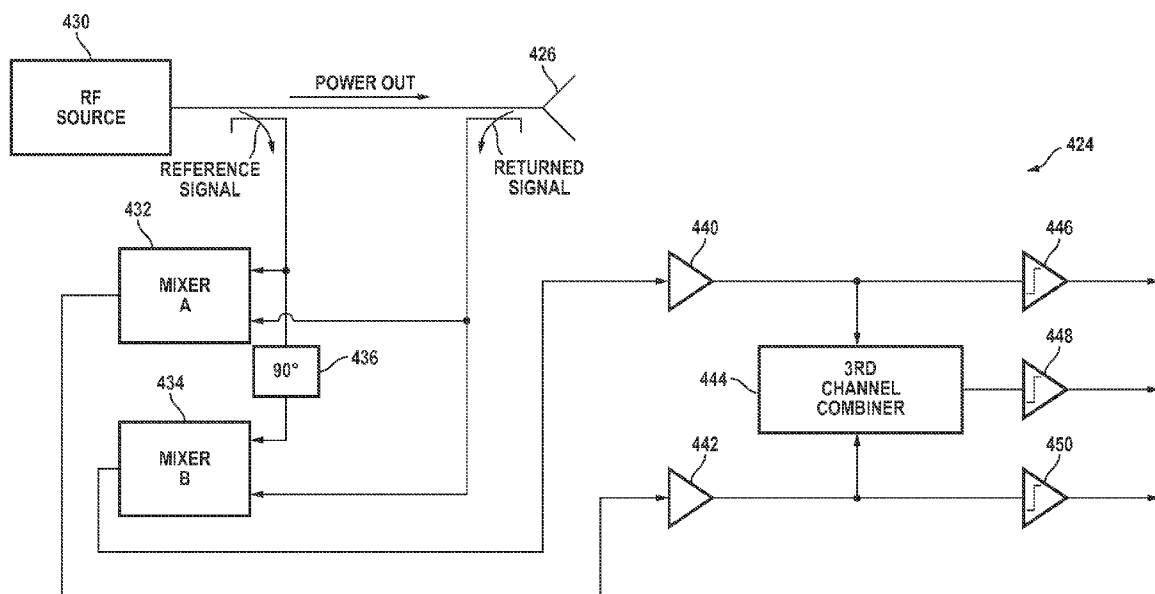 430
RF
SOURCE
POWER OUT
426
REFERENCE
SIGNAL
RETURNED
SIGNAL
424
432
MIXER
A
440
446
90°
436
434
MIXER
B
444
3RD
CHANNEL
COMBINER
448
442
450